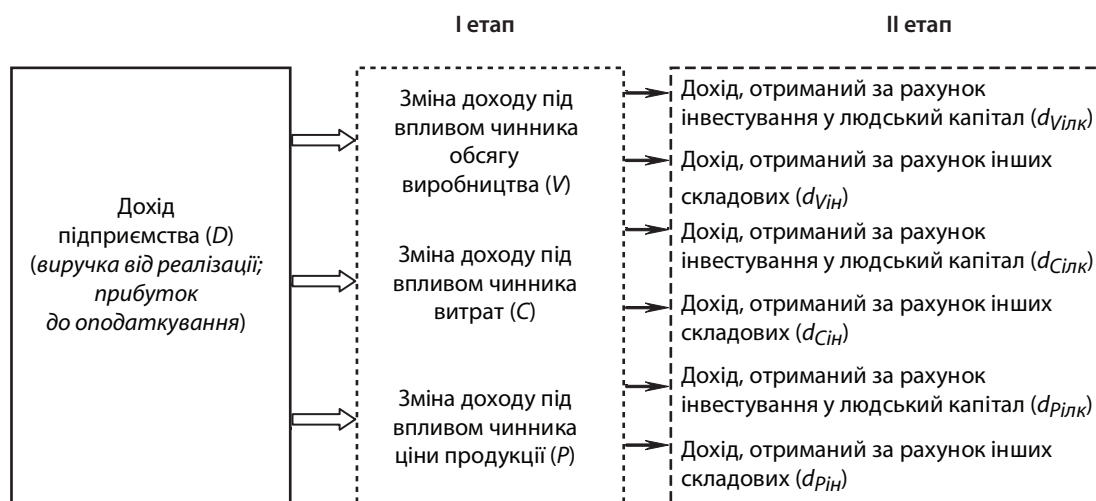 І етап
ІІ етап
Дохід
підприємства (D)
(виручка від реалізації;
прибуток
до оподаткування)
Зміна доходу під
впливом чинника
обсягу
виробництва (V)
Зміна доходу під
впливом чинника
витрат (C)
Зміна доходу під
впливом чинника
ціни продукції (P)
Дохід, отриманий за рахунок
інвестування у людський капітал (dVілк)
Дохід, отриманий за рахунок інших
складових (dVін)
Дохід, отриманий за рахунок
інвестування у людський капітал (dCілк)
Дохід, отриманий за рахунок інших
складових (dCін)
Дохід, отриманий за рахунок
інвестування у людський капітал (dPілк)
Дохід, отриманий за рахунок інших
складових (dPін)